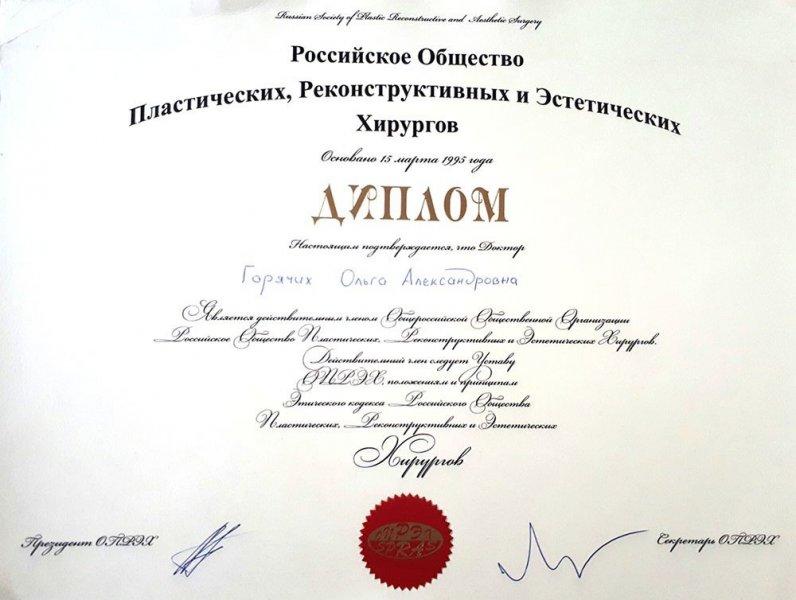 Russian Society of Plastic Reconstructive and Aesthetic Surgery
Российское Общество
Пластических, Реконструктивных и Эстетических
Хирургов
Основано 15 марта 1995 года
ДИПЛОМ
Настоящим подтверждается, что Доктор
Горячих Ольга Александровна
Является действительным членом Общероссийской Общественной Организации
Российское Общество Пластических, Реконструктивных и Эстетических Хирургов.
Действительный член следует Уставу
ОПРЭХ, положениям и принципам
Этического кодекса Российского Общества
Пластических, Реконструктивных и Эстетических
Хирургов
Президент ОПРЭХ
Секретарь ОПРЭХ
SPRAS